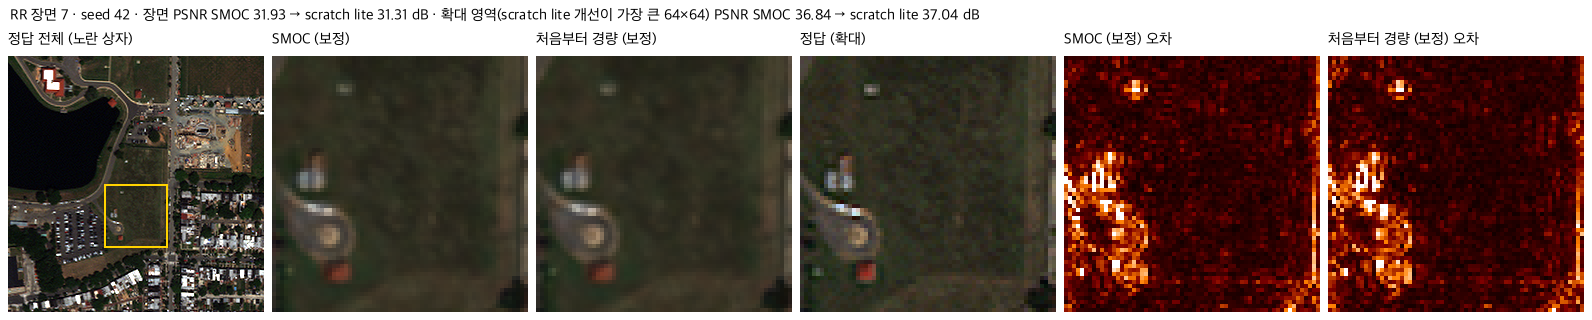 RR 장면 7 · seed 42 · 장면 PSNR SMOC 31.93 → scratch lite 31.31 dB · 확대 영역(scratch lite 개선이 가장 큰 64×64) PSNR SMOC 36.84 → scratch lite 37.04 dB
정답 전체 (노란 상자)
SMOC (보정)
처음부터 경량 (보정)
정답 (확대)
SMOC (보정) 오차
처음부터 경량 (보정) 오차